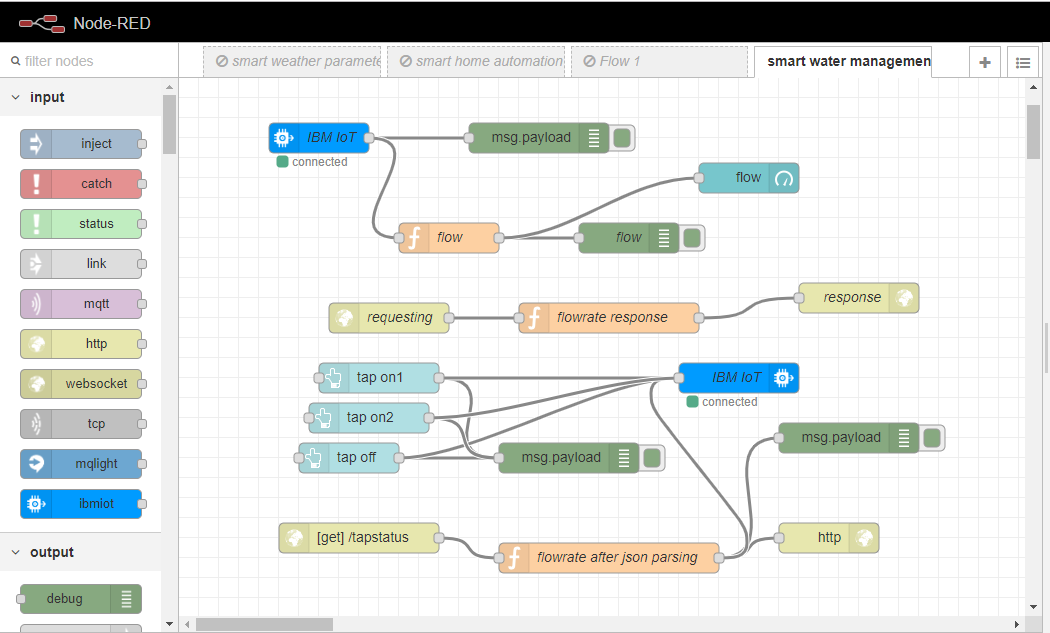 Node-RED
filter nodes
smart weather paramete
smart home automation
Flow 1
smart water managemen
input
inject
catch
status
link
mqtt
http
websocket
tcp
mqlight
ibmiot
output
debug
IBM IoT
connected
msg.payload
flow
flow
flow
requesting
flowrate response
response
tap on1
tap on2
tap off
IBM IoT
connected
msg.payload
msg.payload
[get] /tapstatus
flowrate after json parsing
http